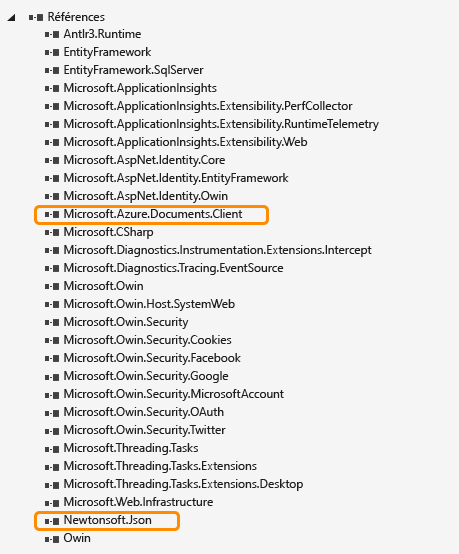 Références
Antlr3.Runtime
EntityFramework
EntityFramework.SqlServer
Microsoft.ApplicationInsights
Microsoft.ApplicationInsights.Extensibility.PerfCollector
Microsoft.ApplicationInsights.Extensibility.RuntimeTelemetry
Microsoft.ApplicationInsights.Extensibility.Web
Microsoft.AspNet.Identity.Core
Microsoft.AspNet.Identity.EntityFramework
Microsoft.AspNet.Identity.Owin
Microsoft.Azure.Documents.Client
Microsoft.CSharp
Microsoft.Diagnostics.Instrumentation.Extensions.Intercept
Microsoft.Diagnostics.Tracing.EventSource
Microsoft.Owin
Microsoft.Owin.Host.SystemWeb
Microsoft.Owin.Security
Microsoft.Owin.Security.Cookies
Microsoft.Owin.Security.Facebook
Microsoft.Owin.Security.Google
Microsoft.Owin.Security.MicrosoftAccount
Microsoft.Owin.Security.OAuth
Microsoft.Owin.Security.Twitter
Microsoft.Threading.Tasks
Microsoft.Threading.Tasks.Extensions
Microsoft.Threading.Tasks.Extensions.Desktop
Microsoft.Web.Infrastructure
Newtonsoft.Json
Owin